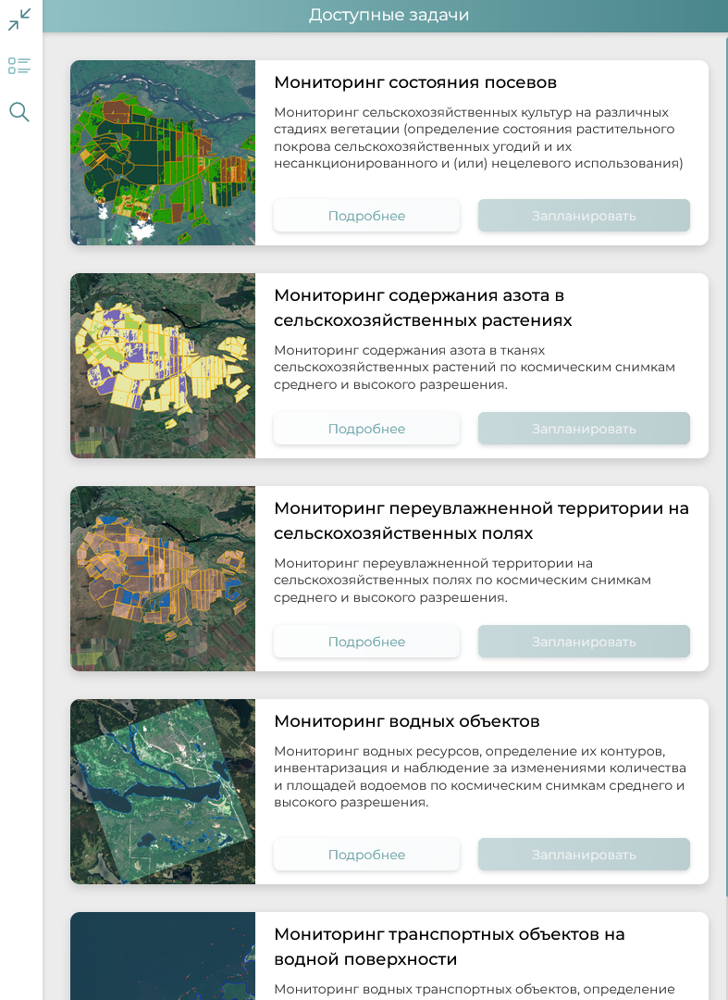 Доступные задачи
Мониторинг состояния посевов
Мониторинг сельскохозяйственных культур на различных
стадиях вегетации (определение состояния растительного
покрова сельскохозяйственных угодий и их
несанкционированного и (или) нецелевого использования)
Подробнее
Запланировать
Мониторинг содержания азота в
сельскохозяйственных растениях
Мониторинг содержания азота в тканях
сельскохозяйственных растений по космическим снимкам
среднего и высокого разрешения.
Подробнее
Запланировать
Мониторинг переувлажненной территории на
сельскохозяйственных полях
Мониторинг переувлажненной территории на
сельскохозяйственных полях по космическим снимкам
среднего и высокого разрешения.
Подробнее
Запланировать
Мониторинг водных объектов
Мониторинг водных ресурсов, определение их контуров,
инвентаризация и наблюдение за изменениями количества
и площадей водоемов по космическим снимкам среднего и
высокого разрешения.
Подробнее
Запланировать
Мониторинг транспортных объектов на
водной поверхности
Мониторинг водных транспортных объектов, определение